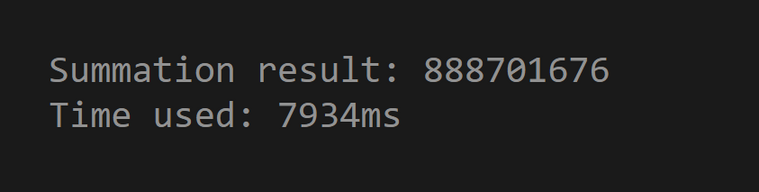 Summation result: 888701676
Time used: 7934ms